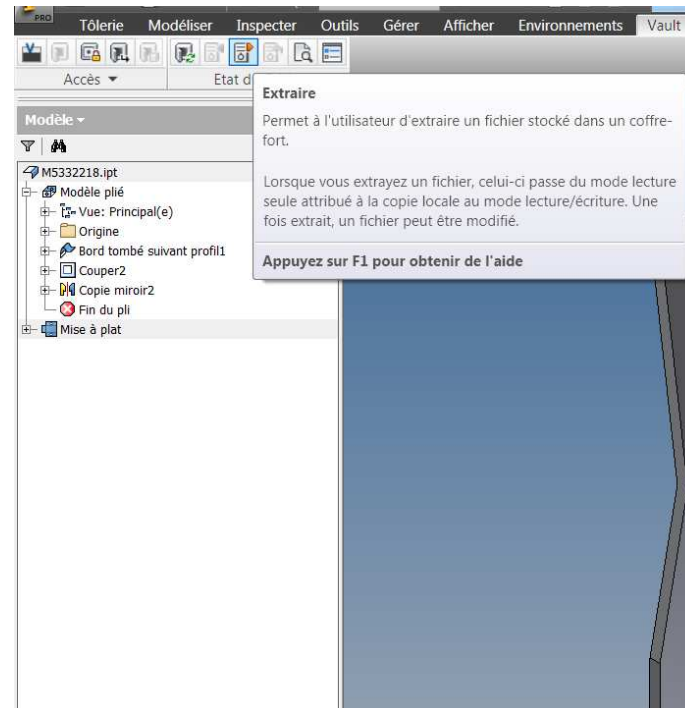 PRO
Tôlerie Modéliser Inspecter Outils Gérer Afficher Environnements Vault
Accès Etat d
Extraire
Permet à l'utilisateur d'extraire un fichier stocké dans un coffre-
fort.
Lorsque vous extrayez un fichier, celui-ci passe du mode lecture
seule attribué à la copie locale au mode lecture/écriture. Une
fois extrait, un fichier peut être modifié.
Appuyez sur F1 pour obtenir de l'aide
Modèle
M5332218.ipt
Modèle plié
Vue: Principal(e)
Origine
Bord tombé suivant profil1
Couper2
Copie miroir2
Fin du pli
Mise à plat